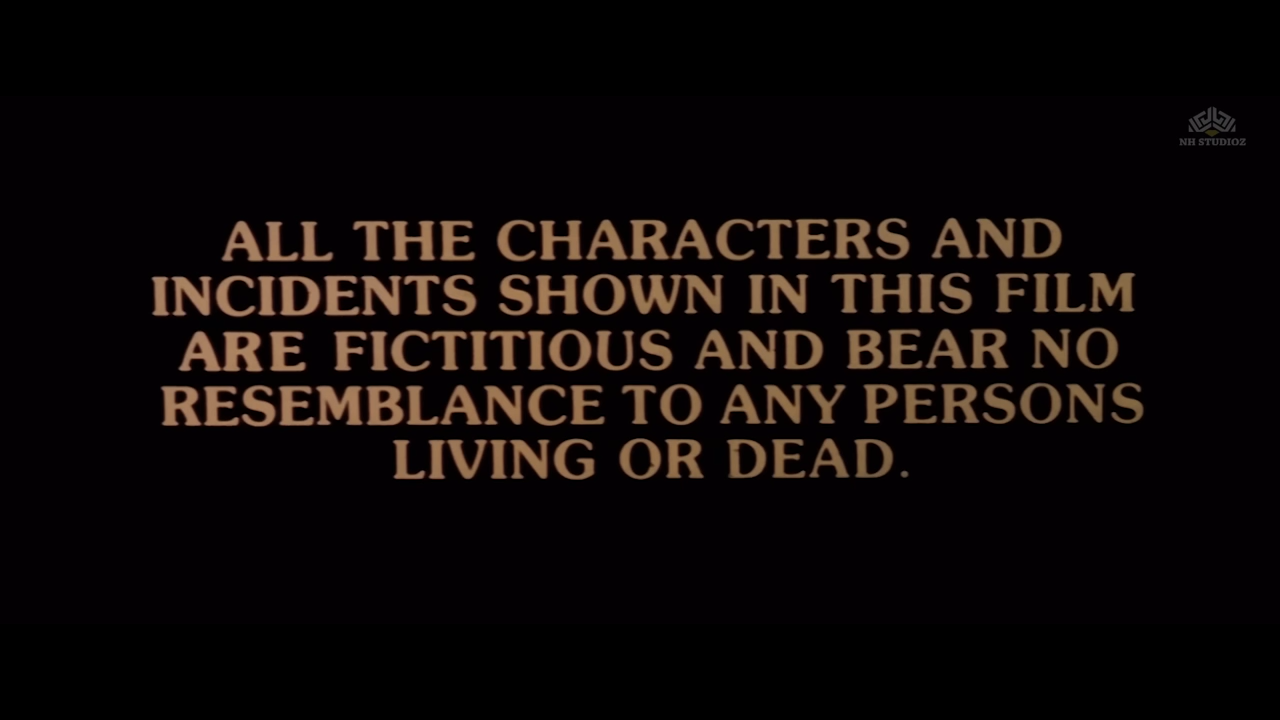 NH STUDIOZ
ALL THE CHARACTERS AND
INCIDENTS SHOWN IN THIS FILM
ARE FICTITIOUS AND BEAR NO
RESEMBLANCE TO ANY PERSONS
LIVING OR DEAD.